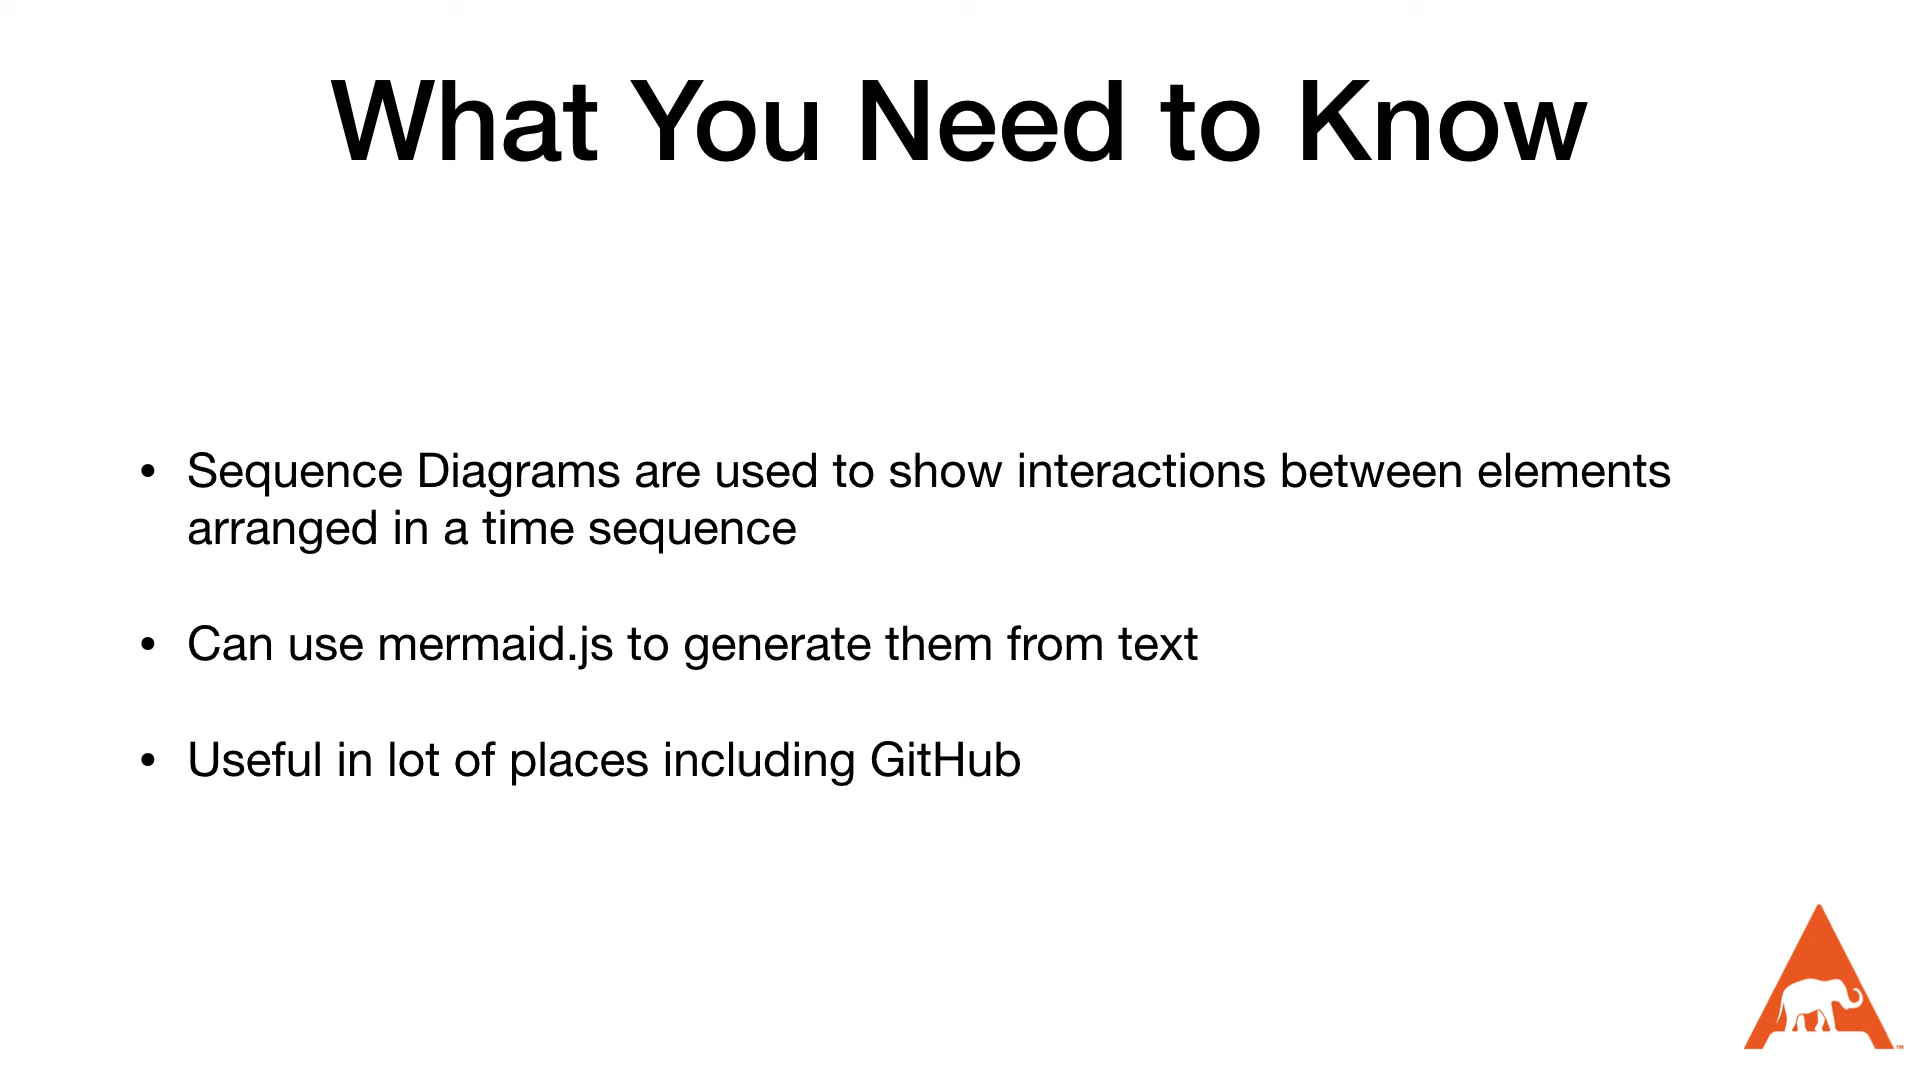 What You Need to Know
• Sequence Diagrams are used to show interactions between elements
arranged in a time sequence
• Can use mermaid.js to generate them from text
• Useful in lot of places including GitHub
™